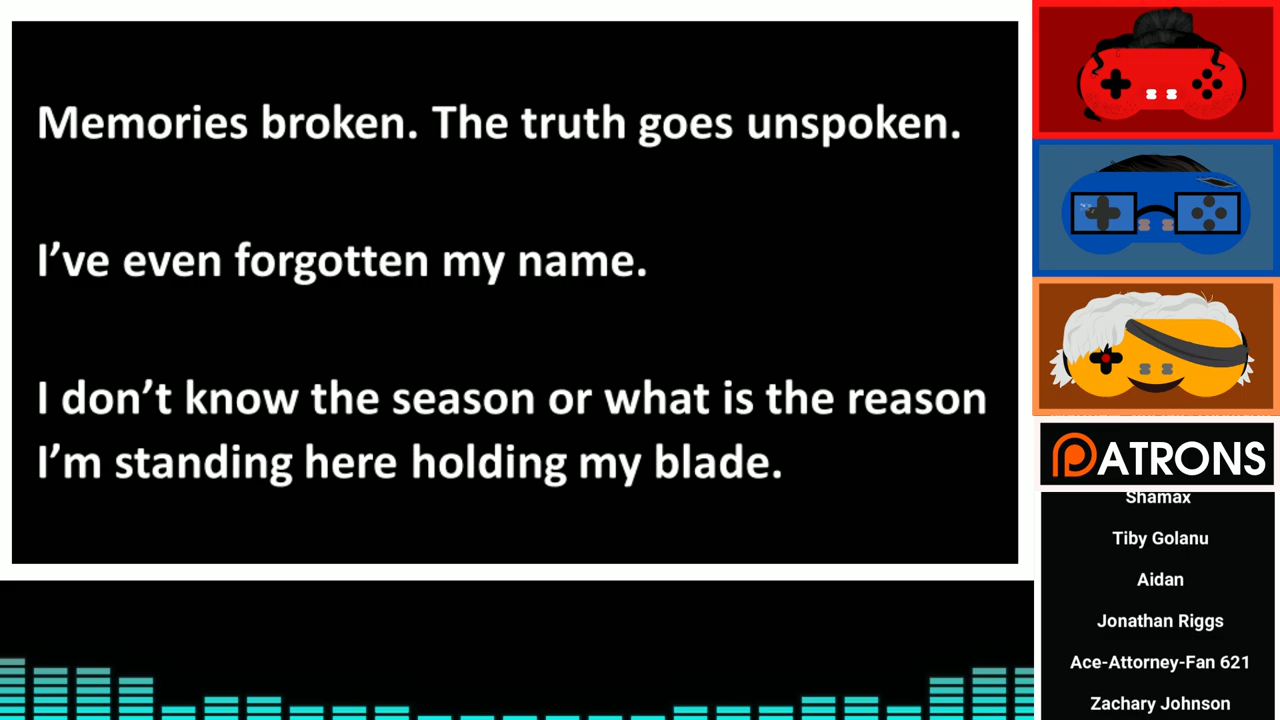 Memories broken. The truth goes unspoken.
I've even forgotten my name.
I don't know the season or what is the reason
I'm standing here holding my blade.
PATRONS
Shamax
Tiby Golanu
Aidan
Jonathan Riggs
Ace-Attorney-Fan 621
Zachary Johnson